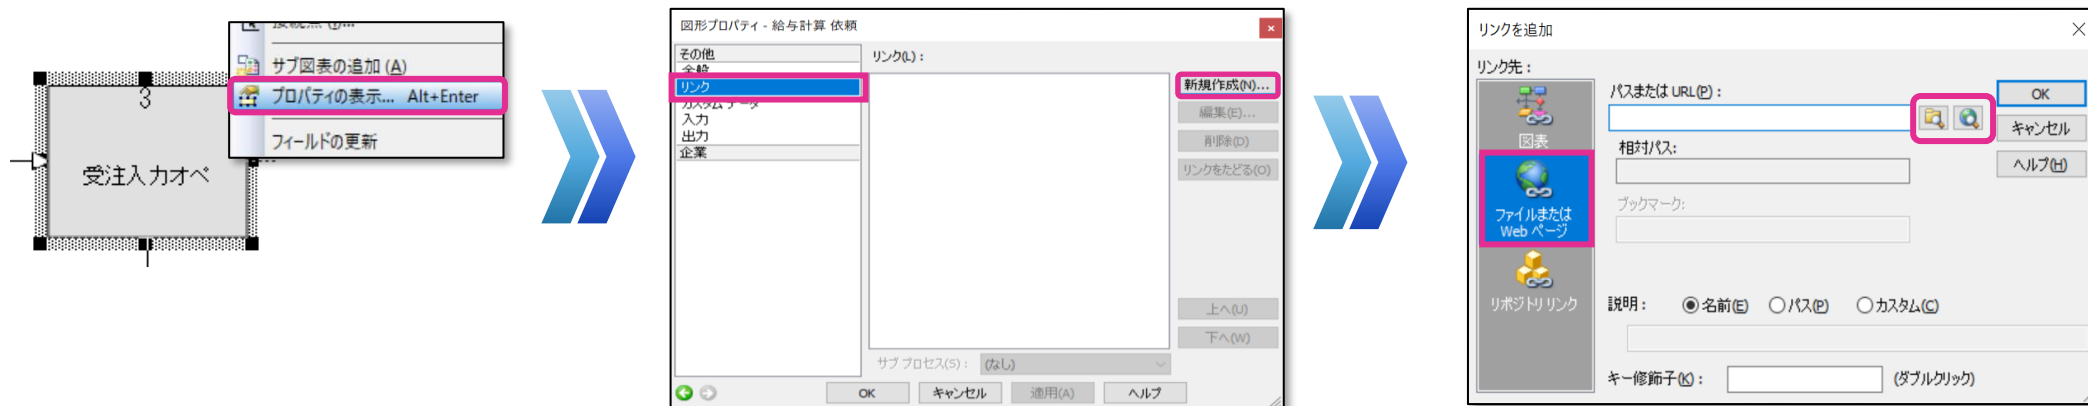 3
受注入力オペ
サブ図表の追加 (A)
プロパティの表示... Alt+Enter
フィールドの更新
図形プロパティ - 給与計算 依頼
その他
全般
リンク
カスタム データ
入力
出力
企業
リンク(L) :
新規作成(N)...
編集(E)...
削除(D)
リンクをたどる(O)
上へ(U)
下へ(W)
サブ プロセス(S) : (なし)
OK キャンセル 適用(A) ヘルプ
リンクを追加
リンク先 :
図表
ファイルまたは
Web ページ
リポジトリ リンク
パスまたは URL(P) :
相対パス:
ブックマーク:
説明 : 名前(E) パス(P) カスタム(C)
キー修飾子(K) : (ダブルクリック)
OK
キャンセル
ヘルプ(H)